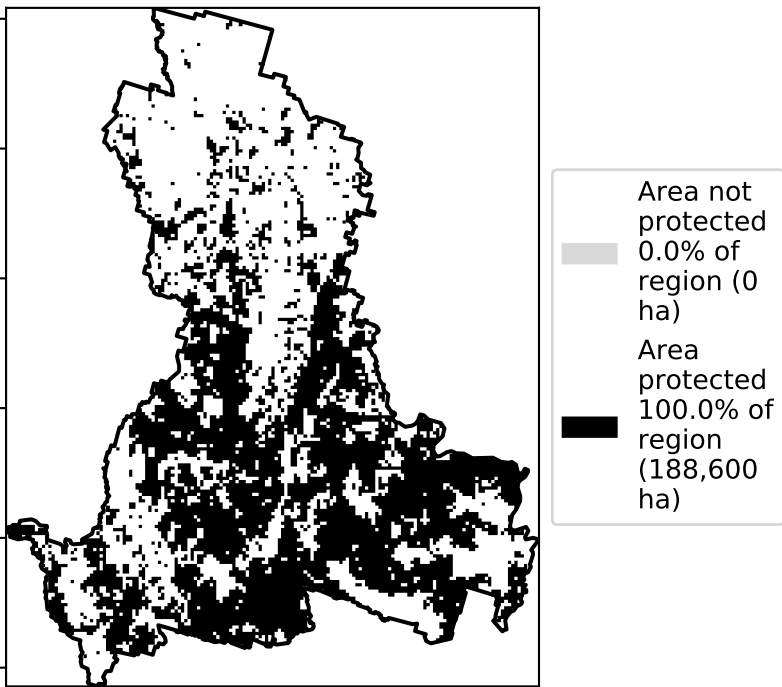 Area not
protected
0.0% of
region (0
ha)
Area
protected
100.0% of
region
(188,600
ha)